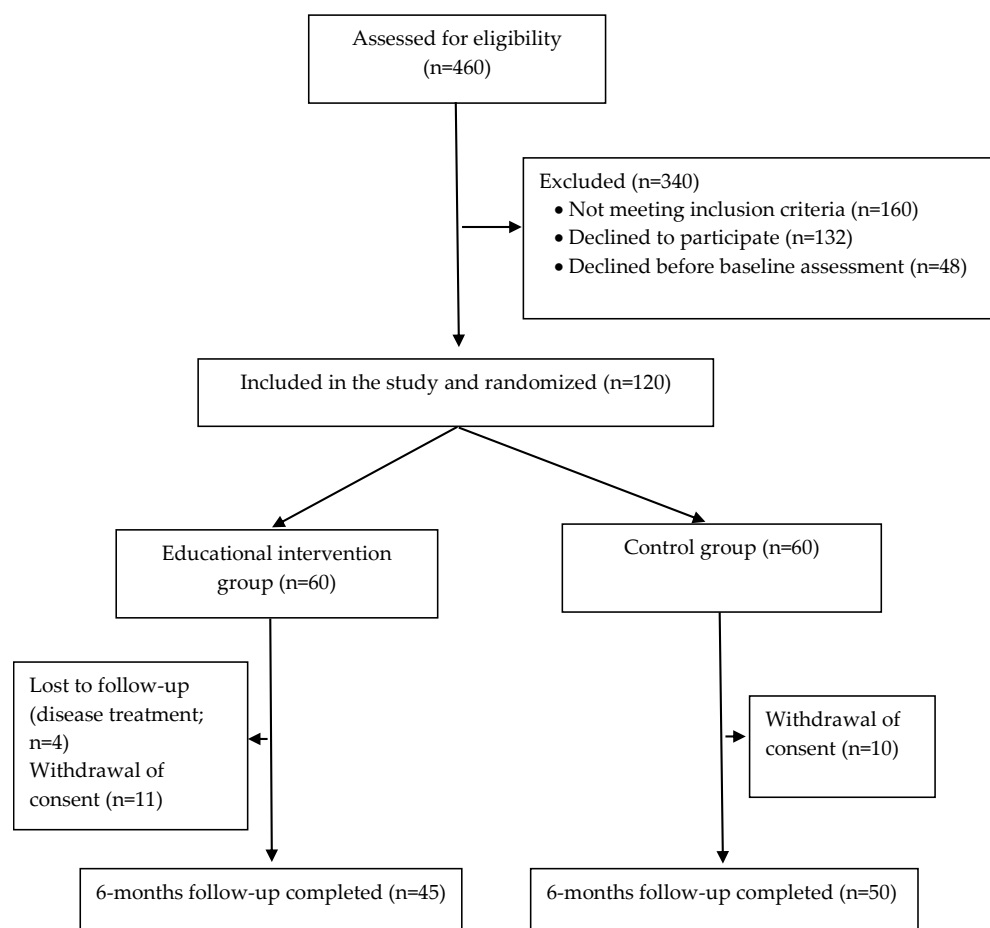 Assessed for eligibility
(n=460)
Excluded (n=340)
• Not meeting inclusion criteria (n=160)
• Declined to participate (n=132)
• Declined before baseline assessment (n=48)
Included in the study and randomized (n=120)
Educational intervention
group (n=60)
Control group (n=60)
Lost to follow-up
(disease treatment;
n=4)
Withdrawal of
consent (n=11)
Withdrawal of
consent (n=10)
6-months follow-up completed (n=45)
6-months follow-up completed (n=50)